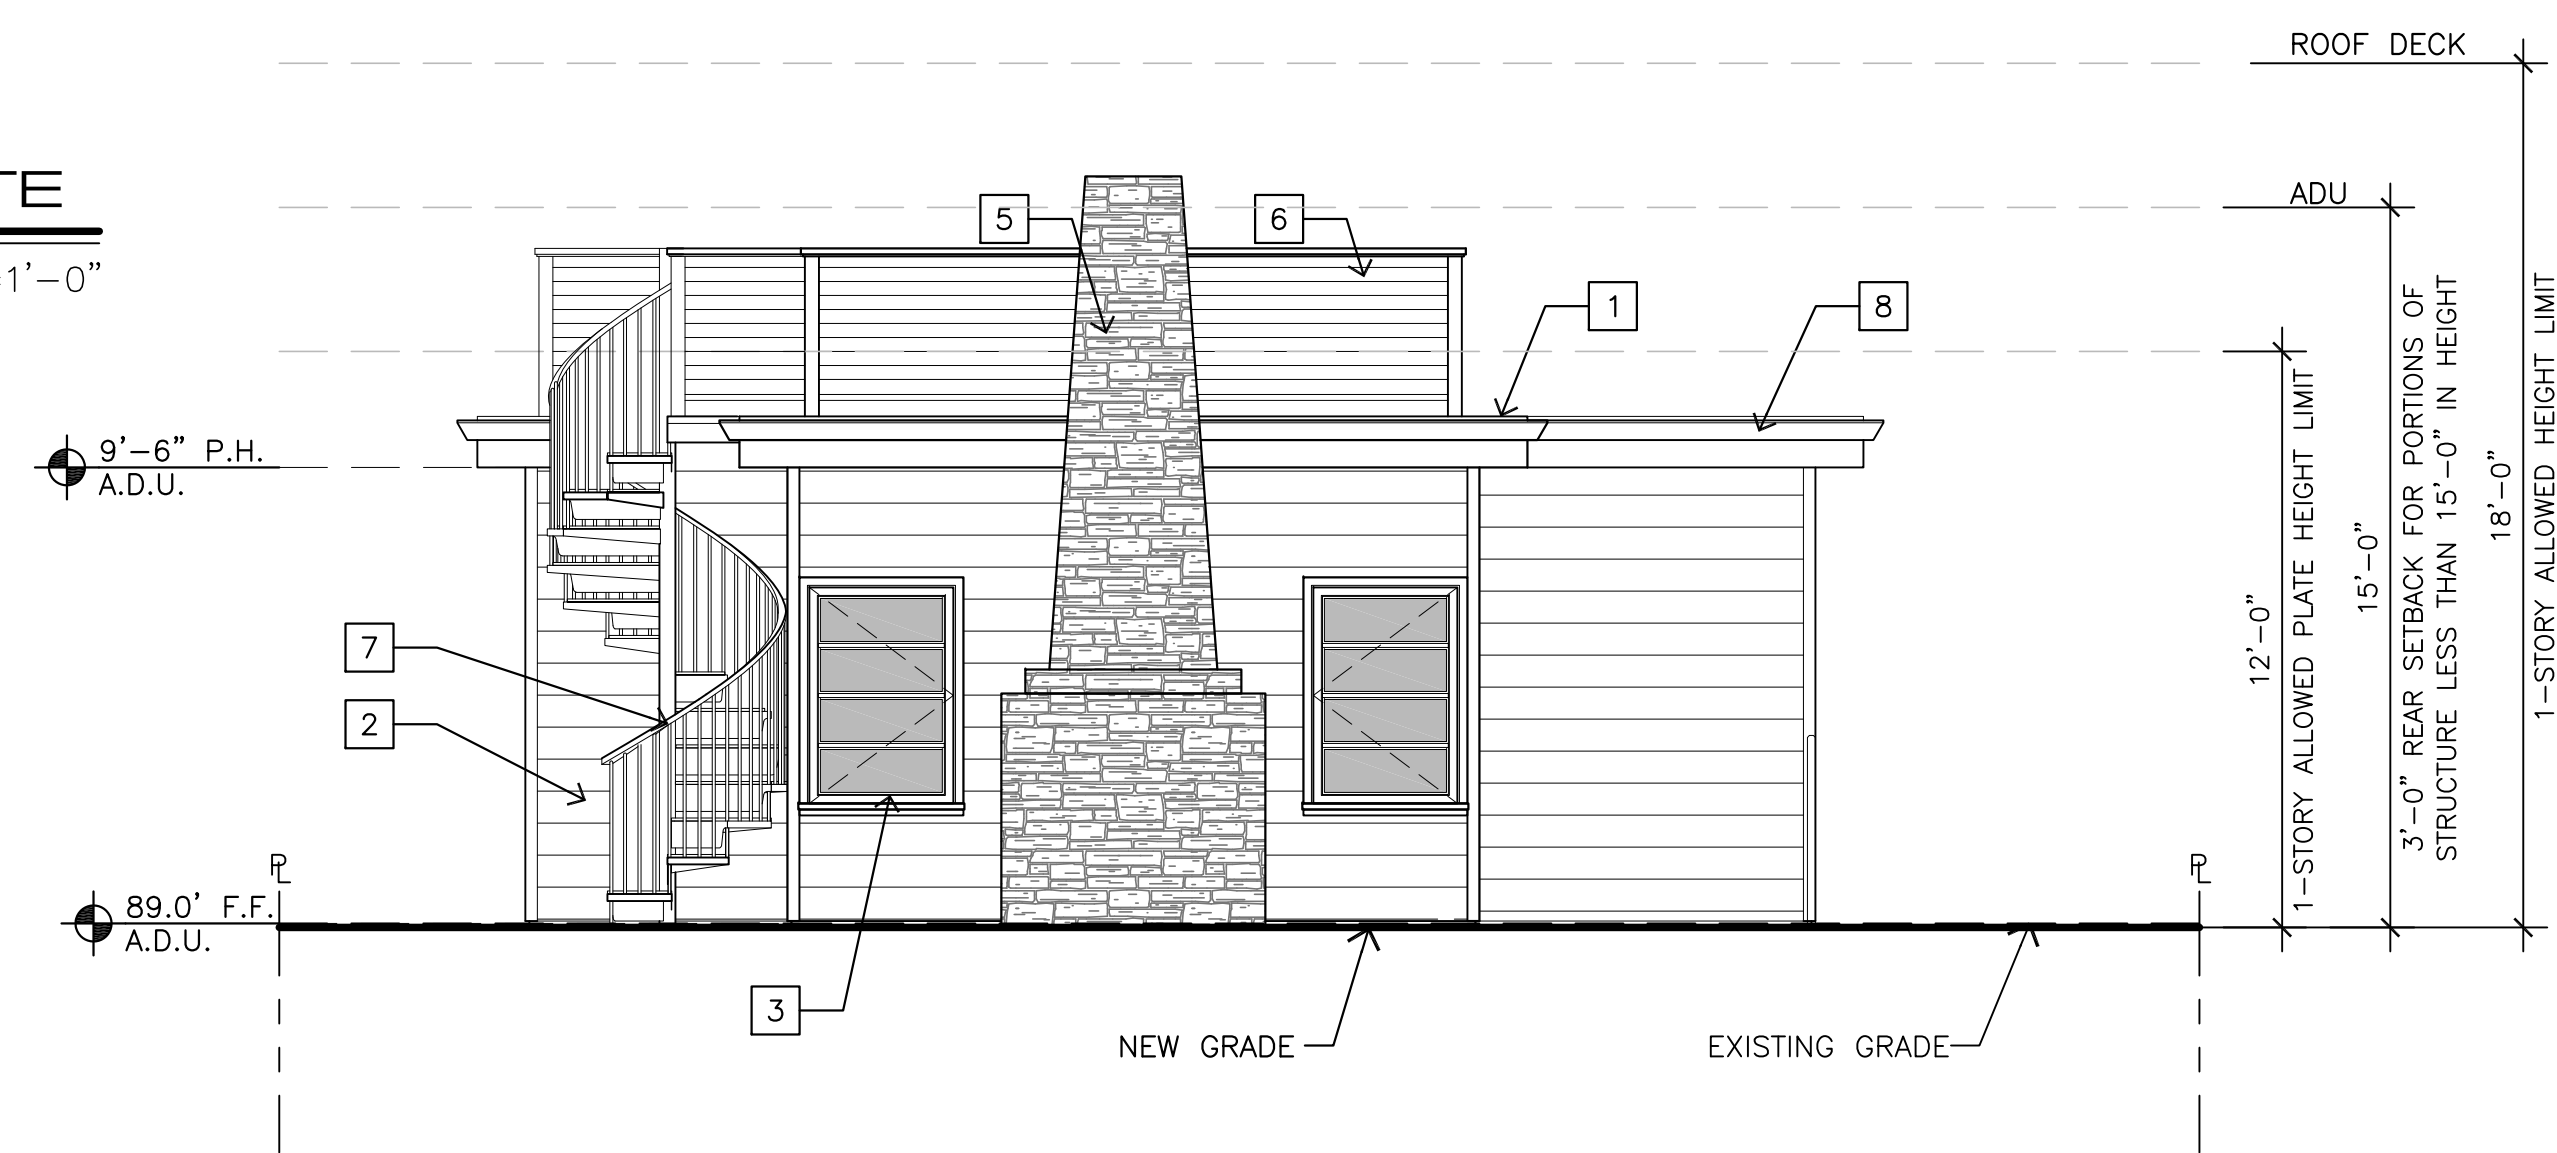 ROOF DECK
TE
1'-0"
ADU
5
6
1
8
9'-6" P.H.
A.D.U.
7
2
3
89.0' F.F.
A.D.U.
PL
PL
NEW GRADE
EXISTING GRADE
12'-0"
1-STORY ALLOWED PLATE HEIGHT LIMIT
15'-0"
3'-0" REAR SETBACK FOR PORTIONS OF
STRUCTURE LESS THAN 15'-0" IN HEIGHT
18'-0"
1-STORY ALLOWED HEIGHT LIMIT